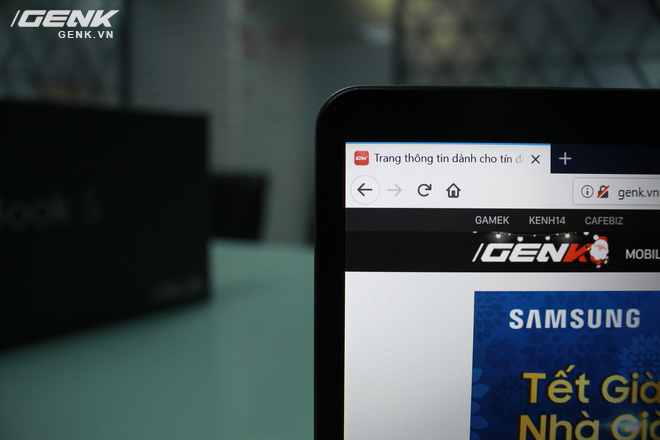 GENK
GENK.VN
Book S
Trang thông tin dành cho tín đ
genk.vn
GAMEK KENH14 CAFEBIZ
GENK MOBIL
SAMSUNG
Tết Già
Nhà Già